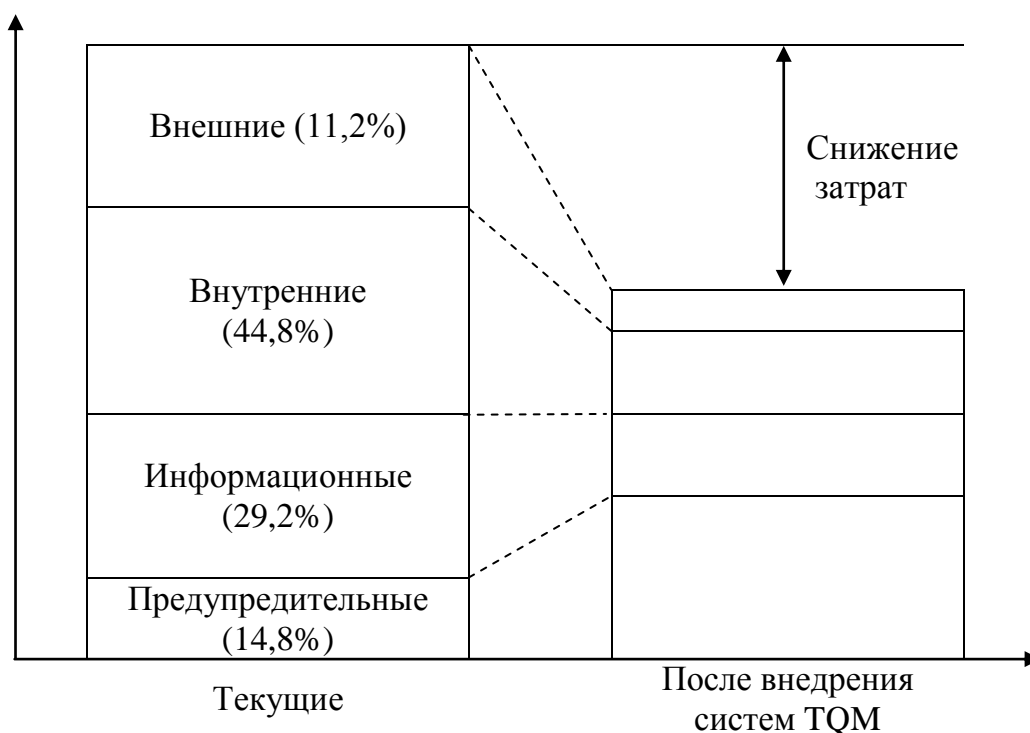 Внешние (11,2%)
Снижение
затрат
Внутренние
(44,8%)
Информационные
(29,2%)
Предупредительные
(14,8%)
Текущие
После внедрения
систем TQM